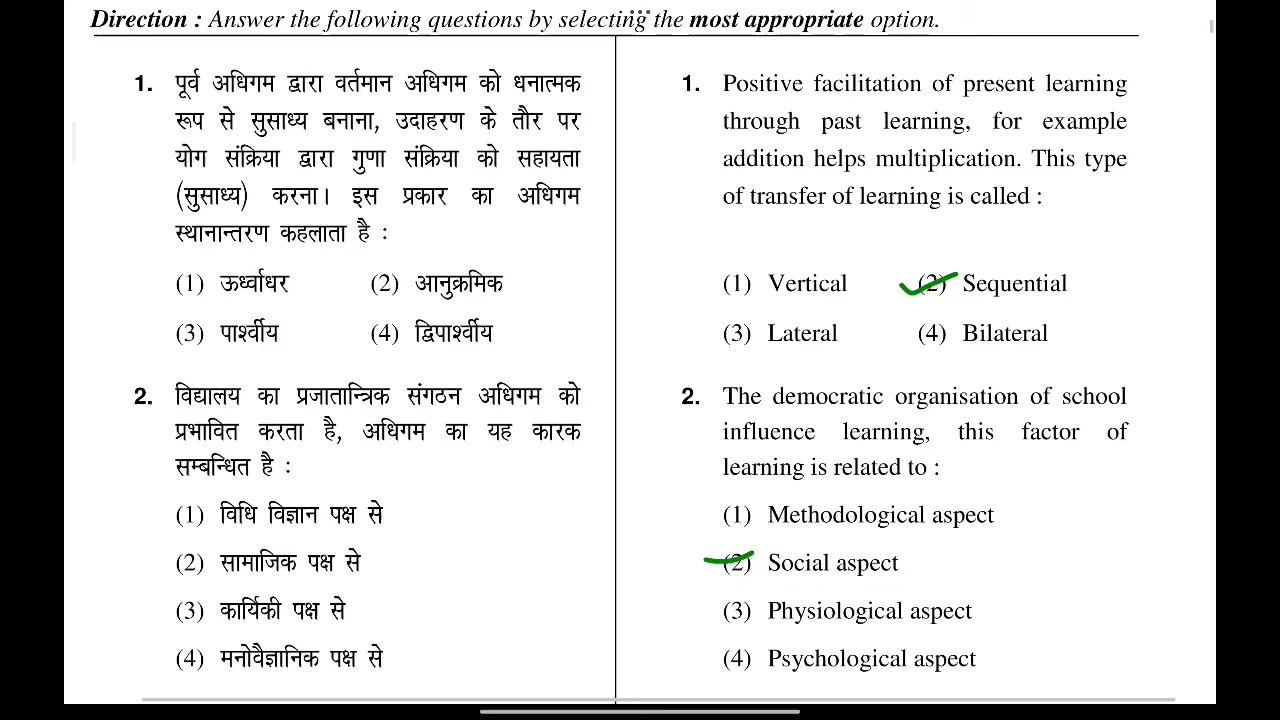 Direction : Answer the following questions by selecting the most appropriate option.
1. पूर्व अधिगम द्वारा वर्तमान अधिगम को धनात्मक
रूप से सुसाध्य बनाना, उदाहरण के तौर पर
योग संक्रिया द्वारा गुणा संक्रिया को सहायता
(सुसाध्य) करना। इस प्रकार का अधिगम
स्थानान्तरण कहलाता है :
(1) ऊर्ध्वाधर (2) आनुक्रमिक
(3) पार्श्वीय (4) द्विपार्श्वीय
2. विद्यालय का प्रजातान्त्रिक संगठन अधिगम को
प्रभावित करता है, अधिगम का यह कारक
सम्बन्धित है :
(1) विधि विज्ञान पक्ष से
(2) सामाजिक पक्ष से
(3) कार्यिकी पक्ष से
(4) मनोवैज्ञानिक पक्ष से
1. Positive facilitation of present learning
through past learning, for example
addition helps multiplication. This type
of transfer of learning is called :
(1) Vertical (2) Sequential
(3) Lateral (4) Bilateral
2. The democratic organisation of school
influence learning, this factor of
learning is related to :
(1) Methodological aspect
(2) Social aspect
(3) Physiological aspect
(4) Psychological aspect